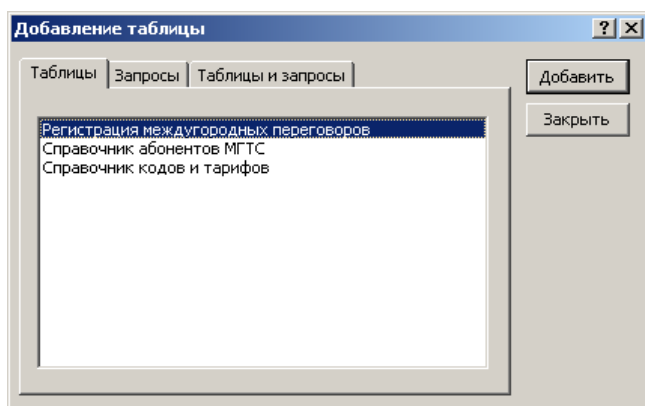 Добавление таблицы
Таблицы Запросы Таблицы и запросы
Добавить
Закрыть
Регистрация междугородных переговоров
Справочник абонентов МГТС
Справочник кодов и тарифов